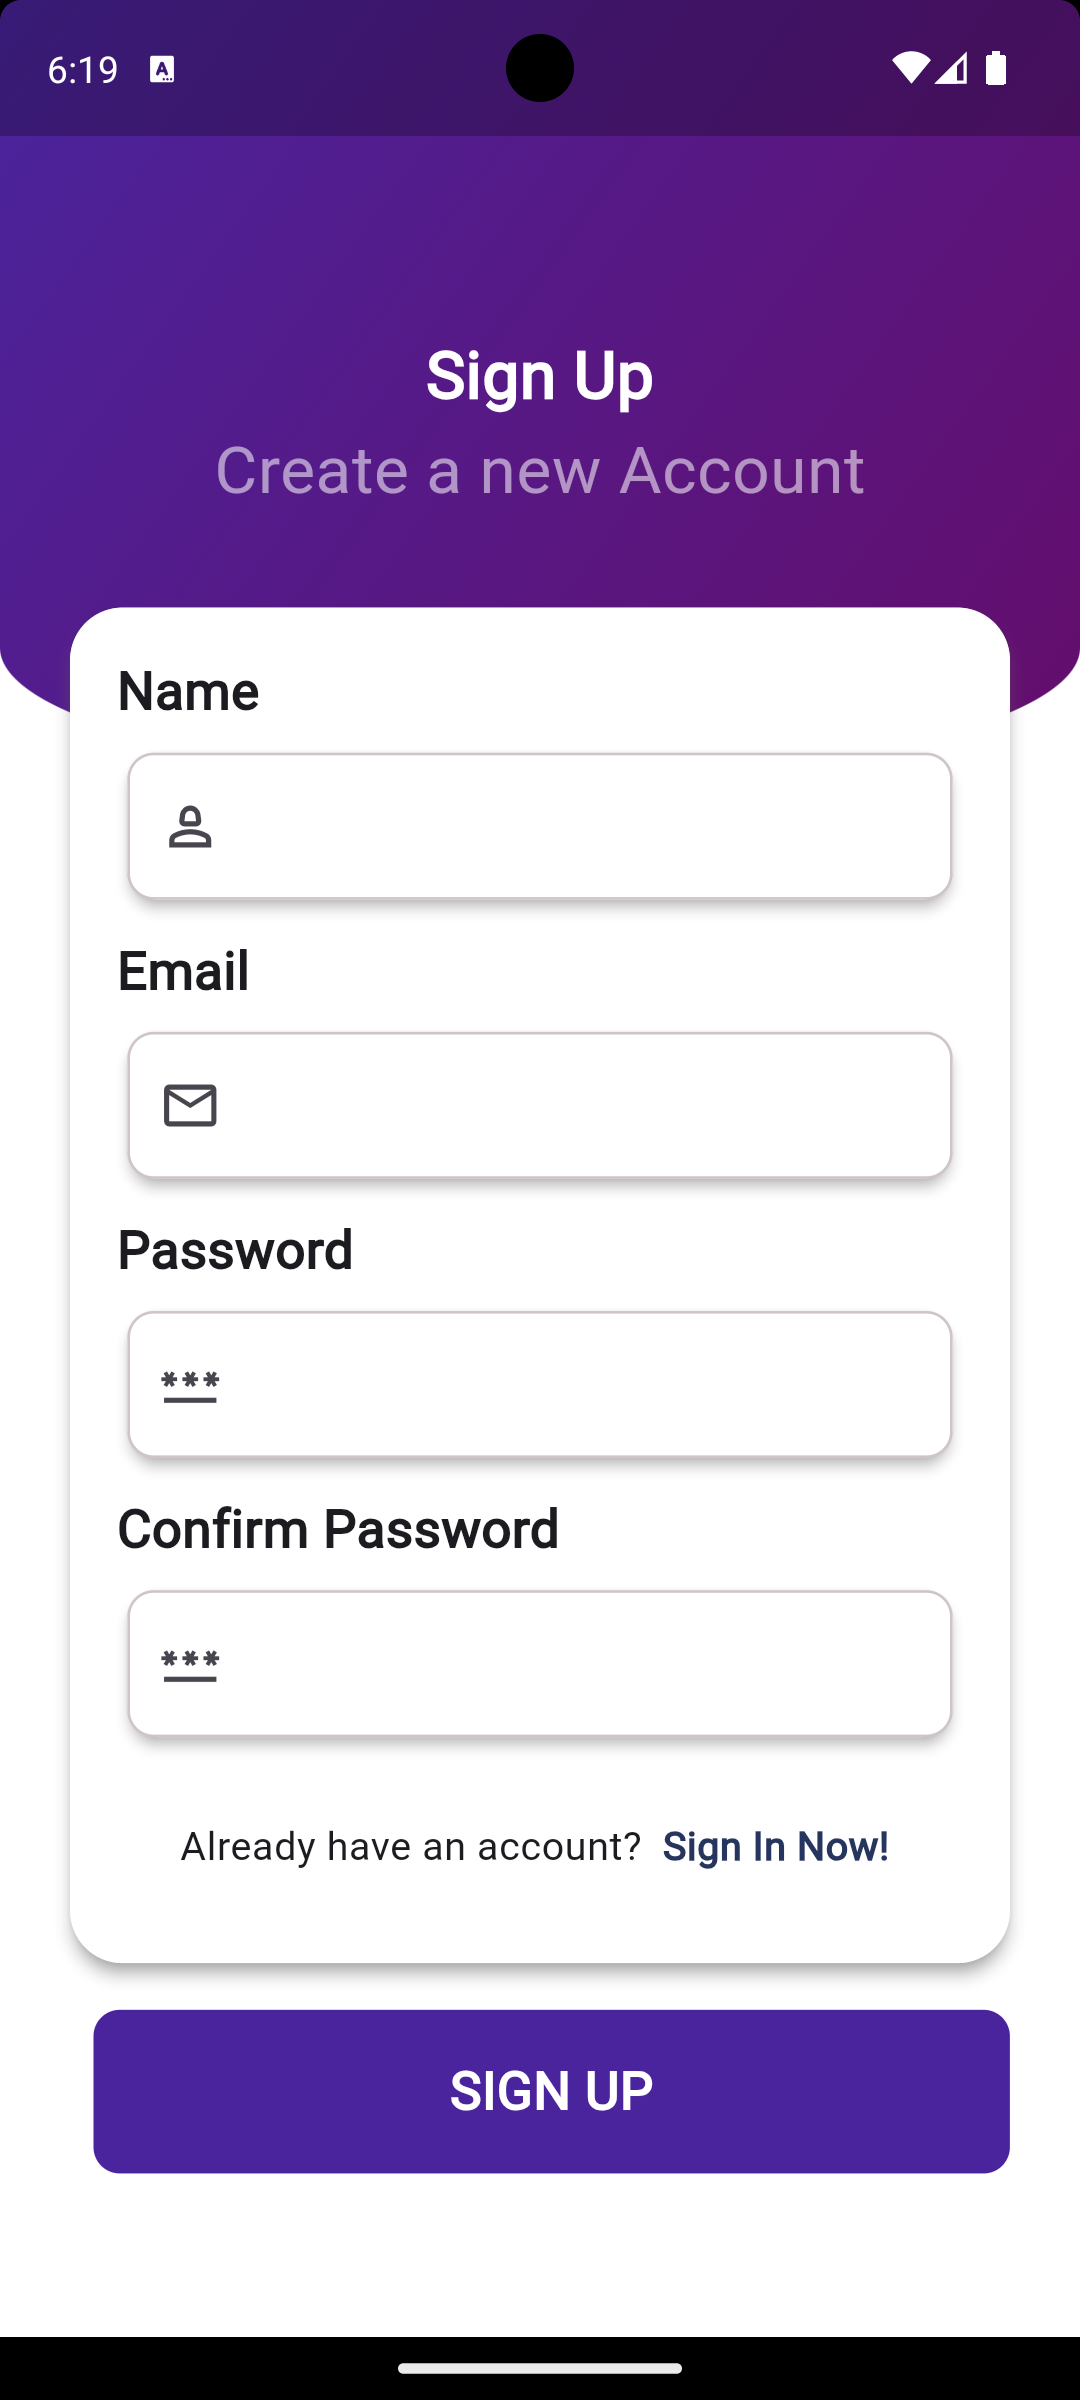 6:19
Sign Up
Create a new Account
Name
Email
Password
Confirm Password
Already have an account? Sign In Now!
SIGN UP